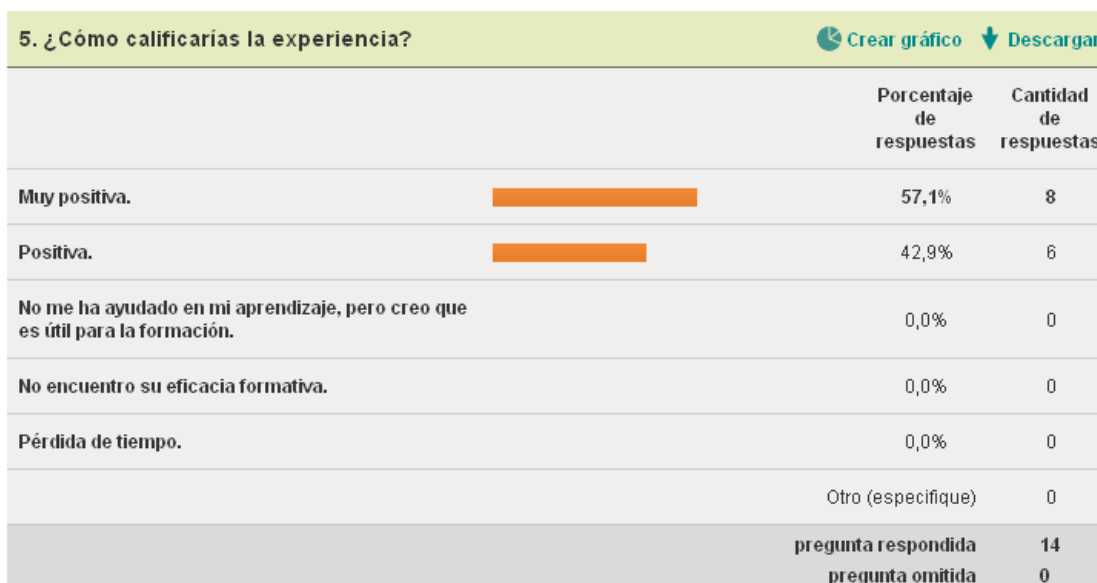 5. ¿Cómo calificarías la experiencia? Crear gráfico Descargar
Porcentaje de respuestas Cantidad de respuestas
Muy positiva. 57,1% 8
Positiva. 42,9% 6
No me ha ayudado en mi aprendizaje, pero creo que
es útil para la formación. 0,0% 0
No encuentro su eficacia formativa. 0,0% 0
Pérdida de tiempo. 0,0% 0
Otro (especifique) 0
pregunta respondida 14
pregunta omitida 0